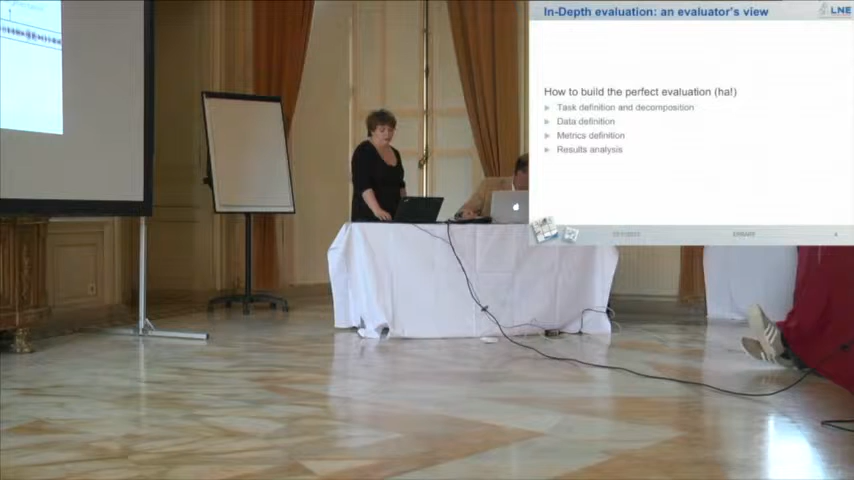 In-Depth evaluation: an evaluator's view
LNE
How to build the perfect evaluation (ha!)
Task definition and decomposition
Data definition
Metrics definition
Results analysis